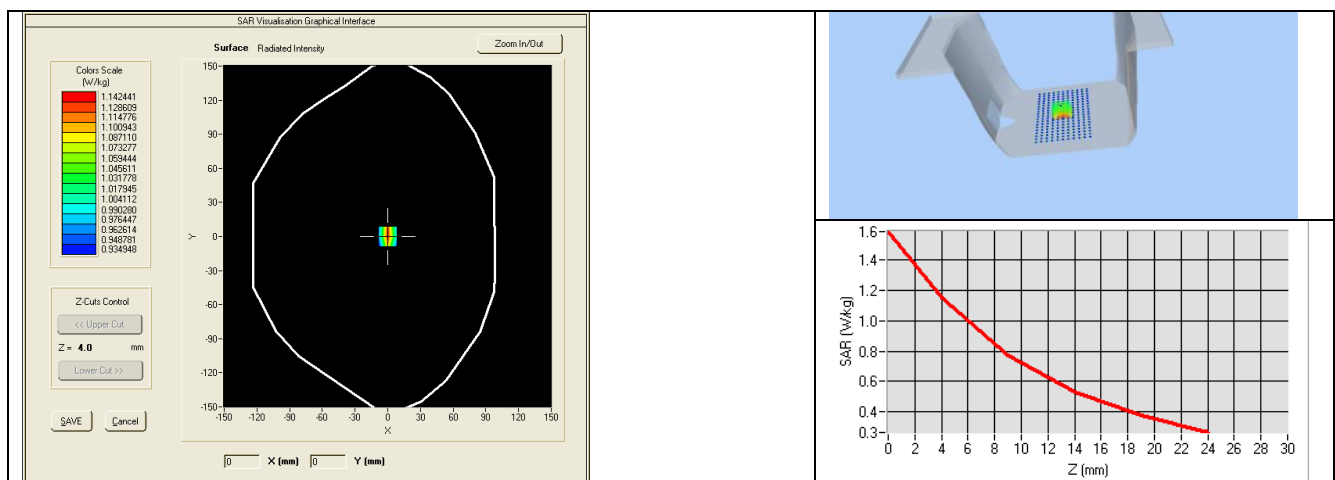 SAR Visualisation Graphical Interface
Surface Radiated Intensity
Zoom In/Out
Colors Scale
(W/kg)
1.142441
1.128609
1.114776
1.100943
1.087110
1.073277
1.059444
1.045611
1.031778
1.017945
1.004112
0.990280
0.976447
0.962614
0.948781
0.934948
Z-Cuts Control
<< Upper Cut
Z = 4.0 mm
Lower Cut >>
SAVE Cancel
150-
120-
90-
60-
30-
0-
-30-
-60-
-90-
-120-
-150-
Y
-150 -120 -90 -60 -30 0 30 60 90 120 150
X
0 X (mm) 0 Y (mm)
1.6-
1.4-
1.2-
1.0-
0.8-
0.6-
0.4-
0.3-
SAR (W/kg)
0 2 4 6 8 10 12 14 16 18 20 22 24 26 28 30
Z (mm)